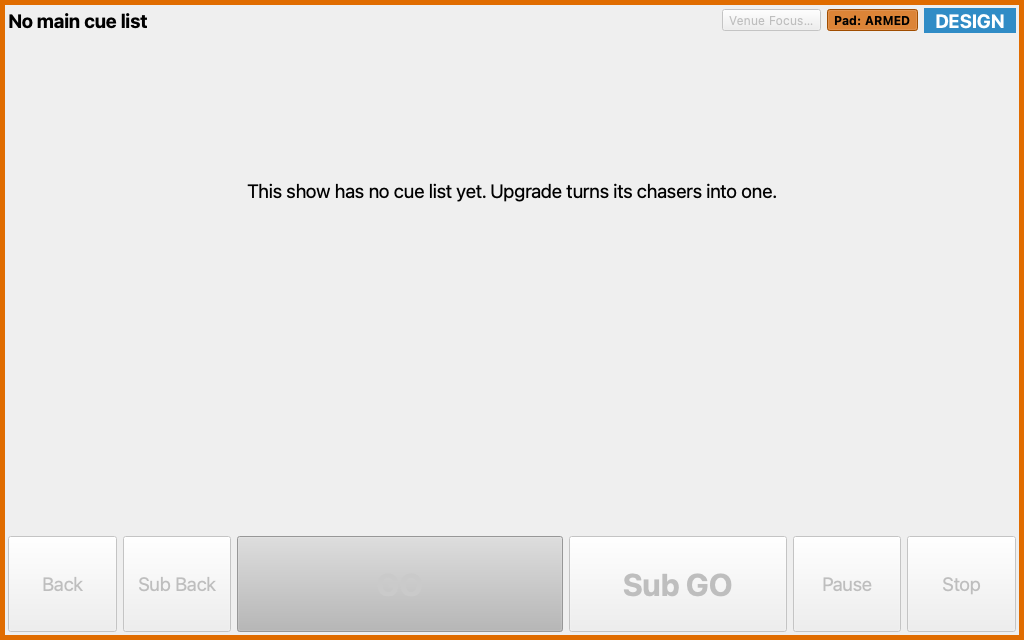 No main cue list
Venue Focus... Pad: ARMED DESIGN
This show has no cue list yet. Upgrade turns its chasers into one.
Back Sub Back GO Sub GO Pause Stop